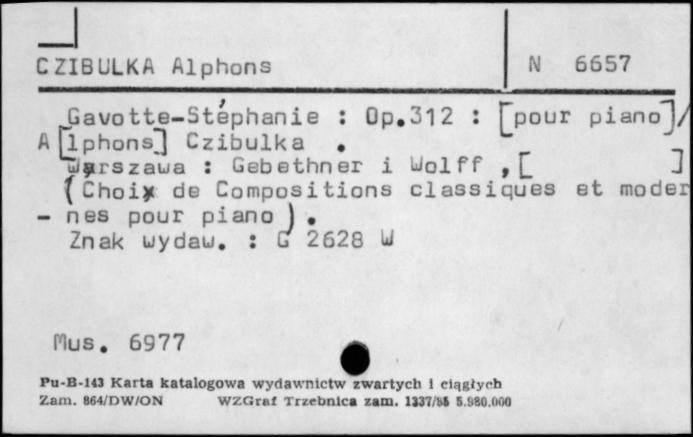 CZIBULKA Alphons N 6657
Gavotte-Stéphanie : Op.312 : [pour piano]/
A[lphons] Czibulka .
Warszawa : Gebethner i Wolff ,[ ]
(Choix de Compositions classiques et moder
- nes pour piano ).
Znak wydaw. : G 2628 W
Mus. 6977
Pu-B-143 Karta katalogowa wydawnictw zwartych i ciągłych
Zam. 864/DW/ON WZGraf Trzebnica zam. 1337/85 5.980.000